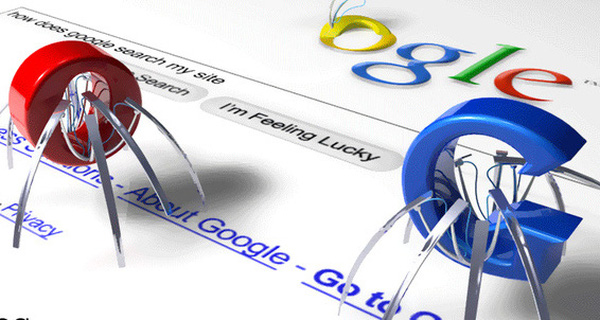 ogle
how does google search my site
Search
I'm Feeling Lucky
About Google - Go to G
Privacy